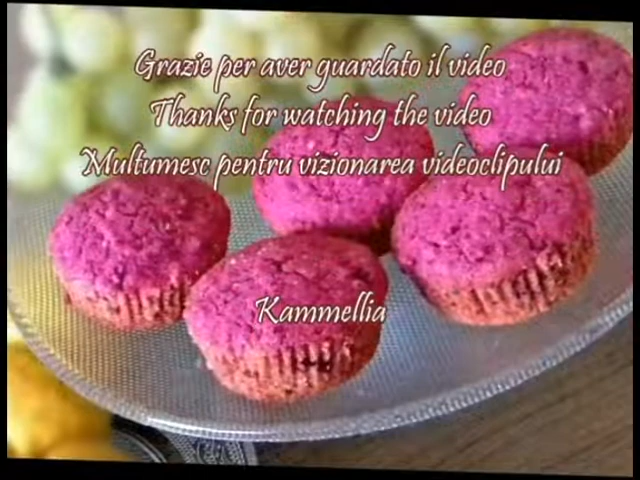 Grazie per aver guardato il video
Thanks for watching the video
Multumesc pentru vizionarea videoclipului
Kammellia